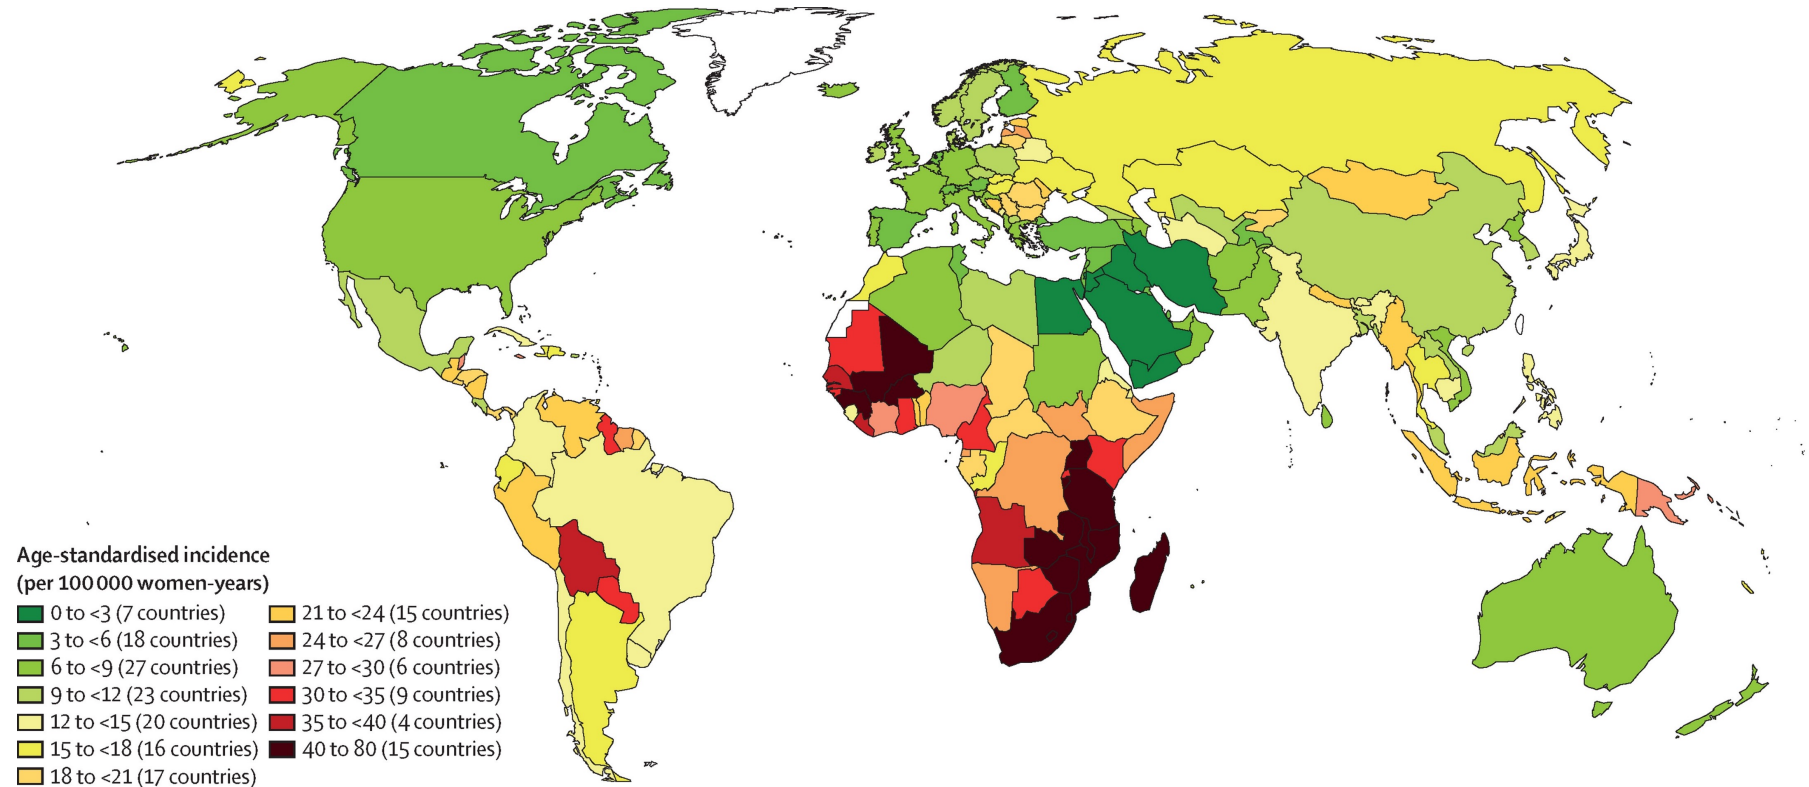 Age-standardised incidence
(per 100 000 women-years)
0 to <3 (7 countries)
3 to <6 (18 countries)
6 to <9 (27 countries)
9 to <12 (23 countries)
12 to <15 (20 countries)
15 to <18 (16 countries)
18 to <21 (17 countries)
21 to <24 (15 countries)
24 to <27 (8 countries)
27 to <30 (6 countries)
30 to <35 (9 countries)
35 to <40 (4 countries)
40 to 80 (15 countries)